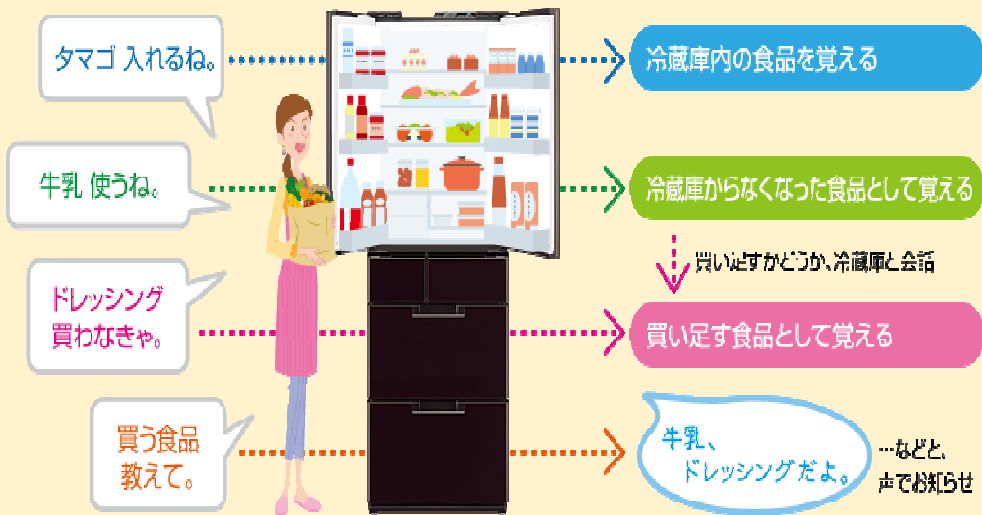 タマゴ 入れるね。
冷蔵庫内の食品を覚える
牛乳 使うね。
冷蔵庫からなくなった食品として覚える
買い足すかどうか、冷蔵庫と会話
ドレッシング
買わなきゃ。
買い足す食品として覚える
買う食品
教えて。
牛乳、
ドレッシングだよ。
…などと、
声でお知らせ